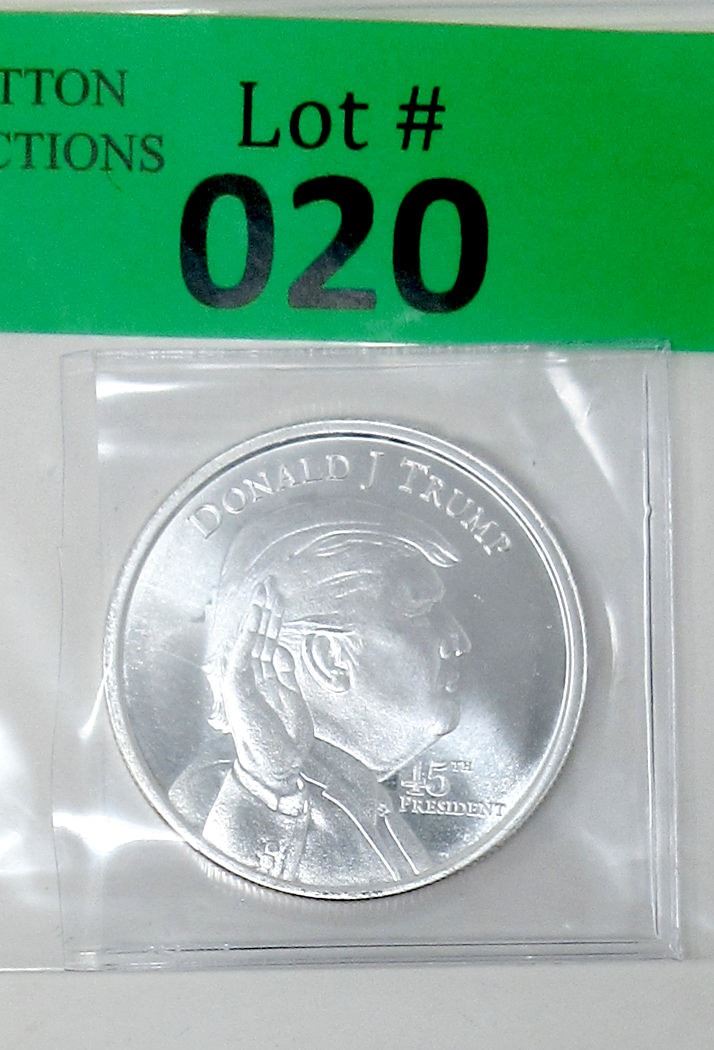 TTON
CTIONS
Lot #
020
DONALD J TRUMP
45TH
PRESIDENT